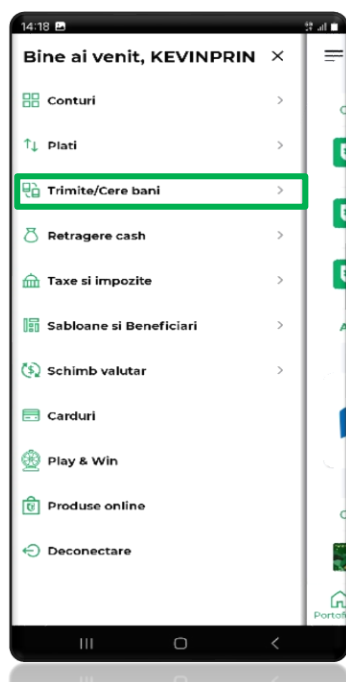 14:18
Bine ai venit, KEVINPRIN
Conturi
Plati
Trimite/Cere bani
Retragere cash
Taxe si impozite
Sabloane si Beneficiari
Schimb valutar
Carduri
Play & Win
Produse online
Deconectare